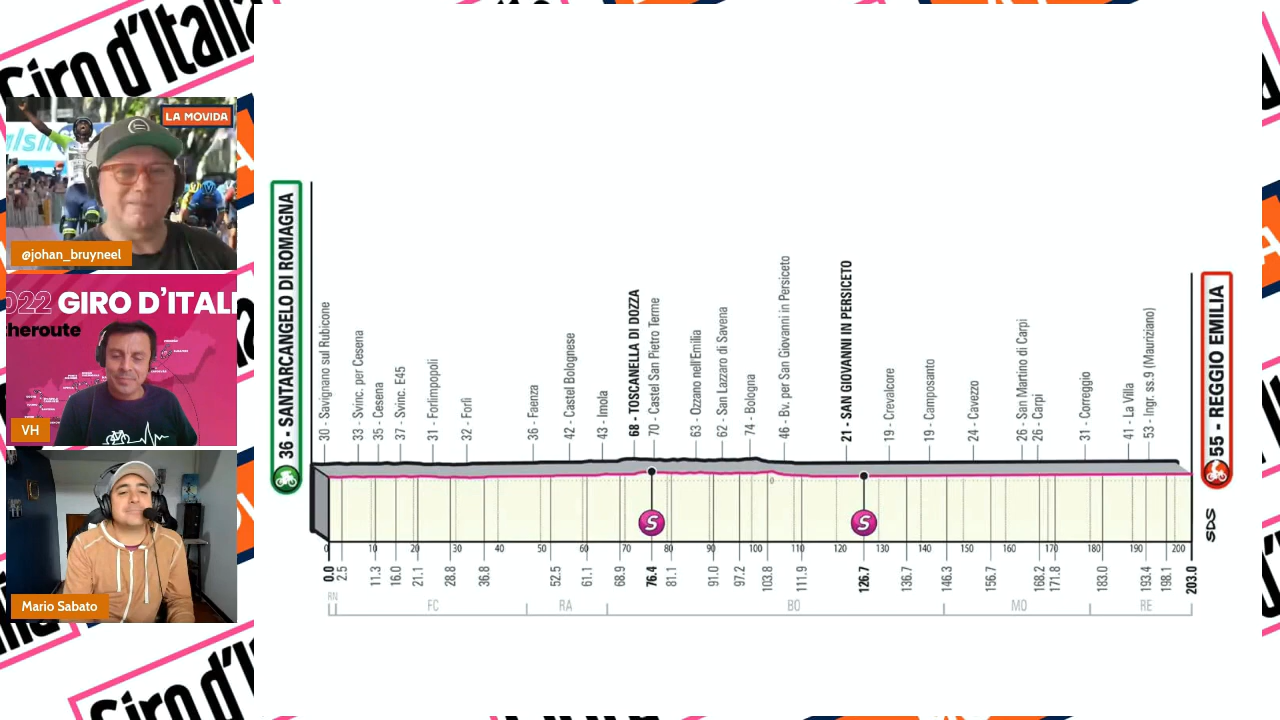 Giro d'Italia
LA MOVIDA
@johan_bruyneel
2022 GIRO D'ITALI
theroute
VH
Mario Sabato
36 - SANTARCANGELO DI ROMAGNA
30 - Savignano sul Rubicone
33 - Svinc. per Cesena
35 - Cesena
37 - Svinc. E45
31 - Forlimpopoli
32 - Forlì
36 - Faenza
42 - Castel Bolognese
43 - Imola
68 - TOSCANELLA DI DOZZA
70 - Castel San Pietro Terme
63 - Ozzano nell'Emilia
62 - San Lazzaro di Savena
74 - Bologna
46 - Bv. per San Giovanni in Persiceto
21 - SAN GIOVANNI IN PERSICETO
19 - Crevalcore
19 - Camposanto
24 - Cavezzo
26 - San Martino di Carpi
26 - Carpi
31 - Correggio
41 - La Villa
53 - Ingr. ss.9 (Mauriziano)
55 - REGGIO EMILIA
0
S
S
SDS
0 10 20 30 40 50 60 70 80 90 100 110 120 130 140 150 160 170 180 190 200
0.0 2.5 11.3 16.0 21.1 28.8 36.8 52.5 61.1 68.9 76.4 81.1 91.0 97.2 103.8 111.9 126.7 136.7 146.3 156.7 168.2 171.8 183.0 193.4 198.1 203.0
RN FC RA BO MO RE
Giro d'I